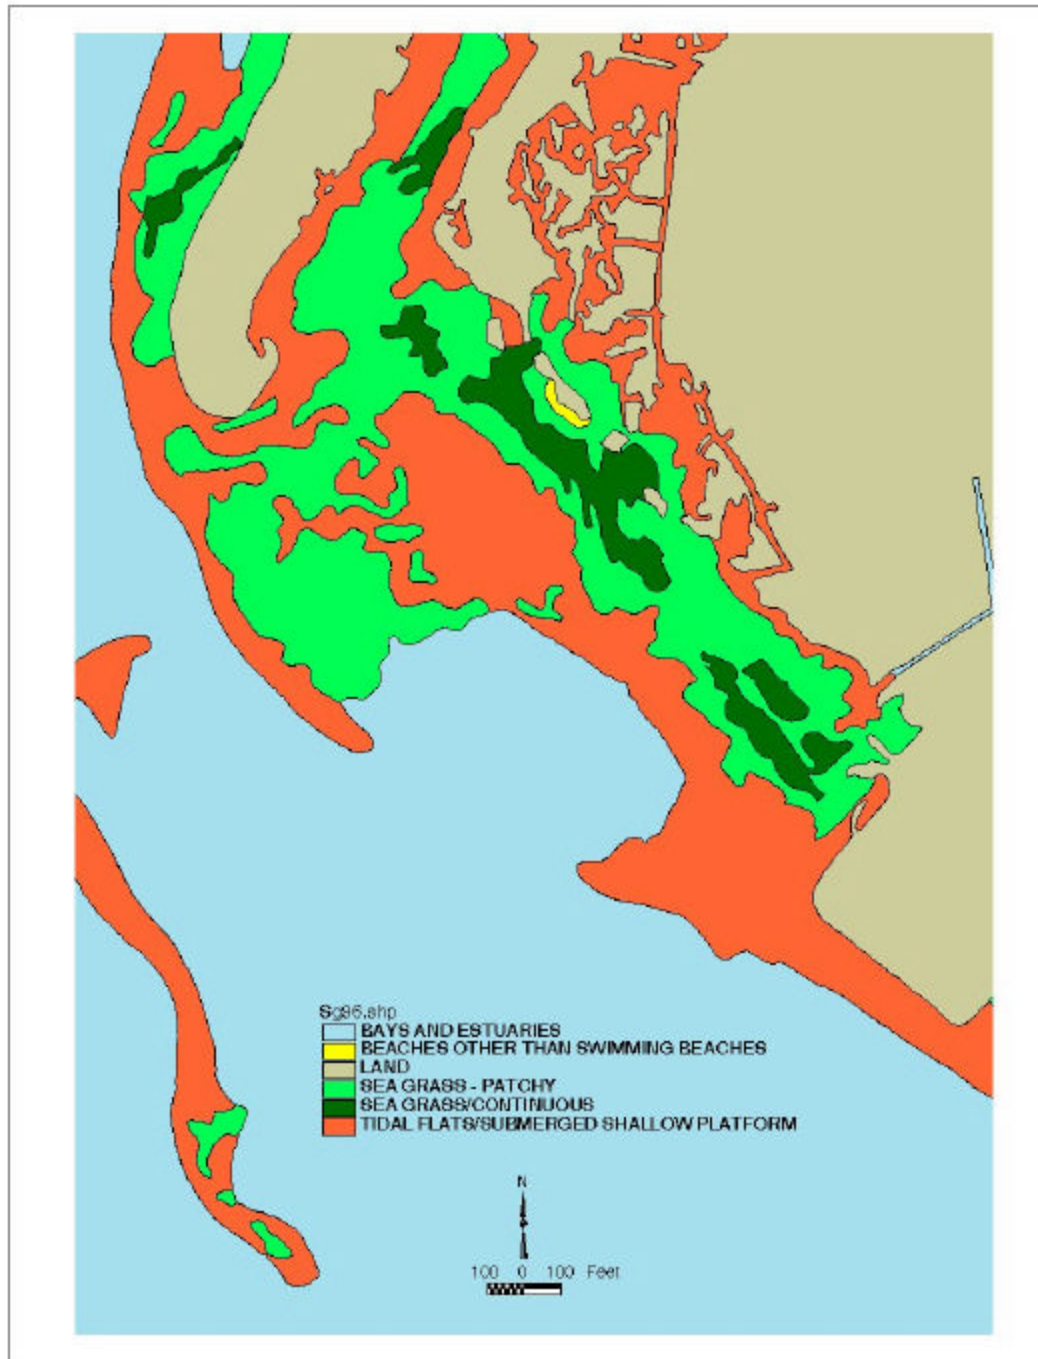 Sg96.shp
BAYS AND ESTUARIES
BEACHES OTHER THAN SWIMMING BEACHES
LAND
SEA GRASS - PATCHY
SEA GRASS/CONTINUOUS
TIDAL FLATS/SUBMERGED SHALLOW PLATFORM
N
100 0 100 Feet